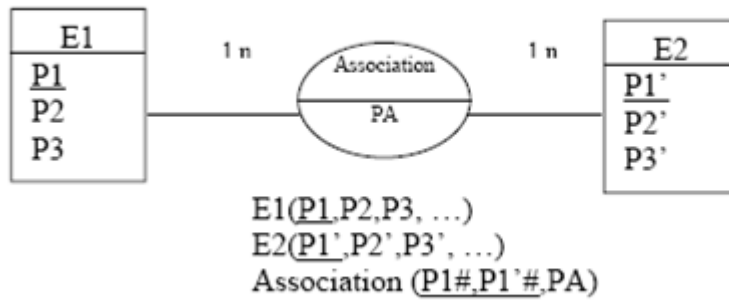 E1
P1
P2
P3
1 n
Association
PA
1 n
E2
P1’
P2’
P3’
E1(P1,P2,P3, …)
E2(P1’,P2’,P3’, …)
Association (P1#,P1’#,PA)